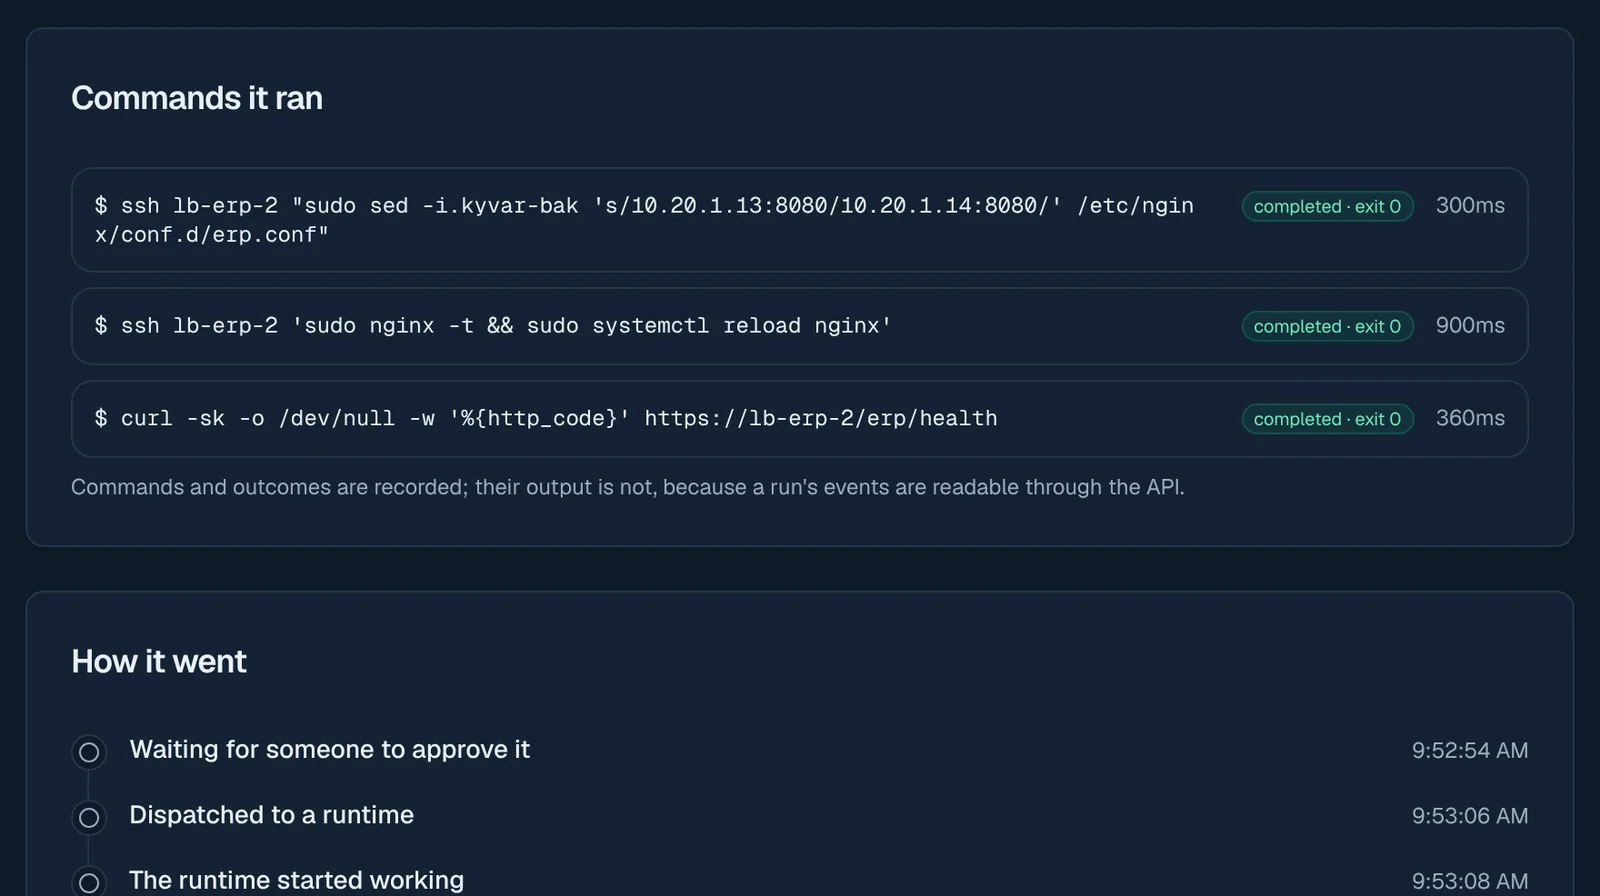 Commands it ran
$ ssh lb-erp-2 "sudo sed -i.kyvar-bak 's/10.20.1.13:8080/10.20.1.14:8080/' /etc/ngin
x/conf.d/erp.conf"
completed · exit 0
300ms
$ ssh lb-erp-2 'sudo nginx -t && sudo systemctl reload nginx'
completed · exit 0
900ms
$ curl -sk -o /dev/null -w '%{http_code}' https://lb-erp-2/erp/health
completed · exit 0
360ms
Commands and outcomes are recorded; their output is not, because a run's events are readable through the API.
How it went
Waiting for someone to approve it
9:52:54 AM
Dispatched to a runtime
9:53:06 AM
The runtime started working
9:53:08 AM